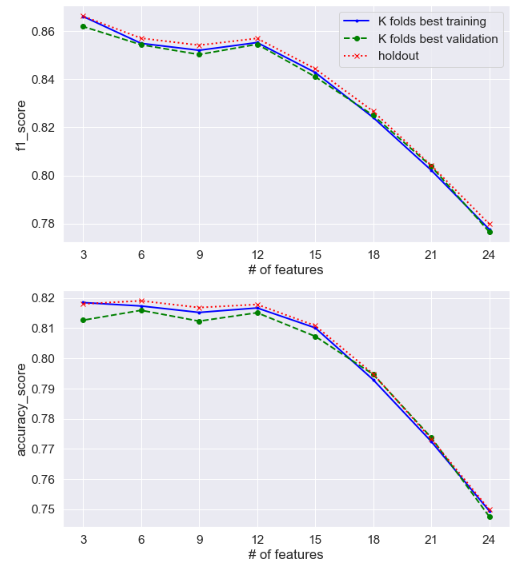 K folds best training
K folds best validation
holdout
f1_score
0.86
0.84
0.82
0.80
0.78
3 6 9 12 15 18 21 24
# of features
accuracy_score
0.82
0.81
0.80
0.79
0.78
0.77
0.76
0.75
3 6 9 12 15 18 21 24
# of features